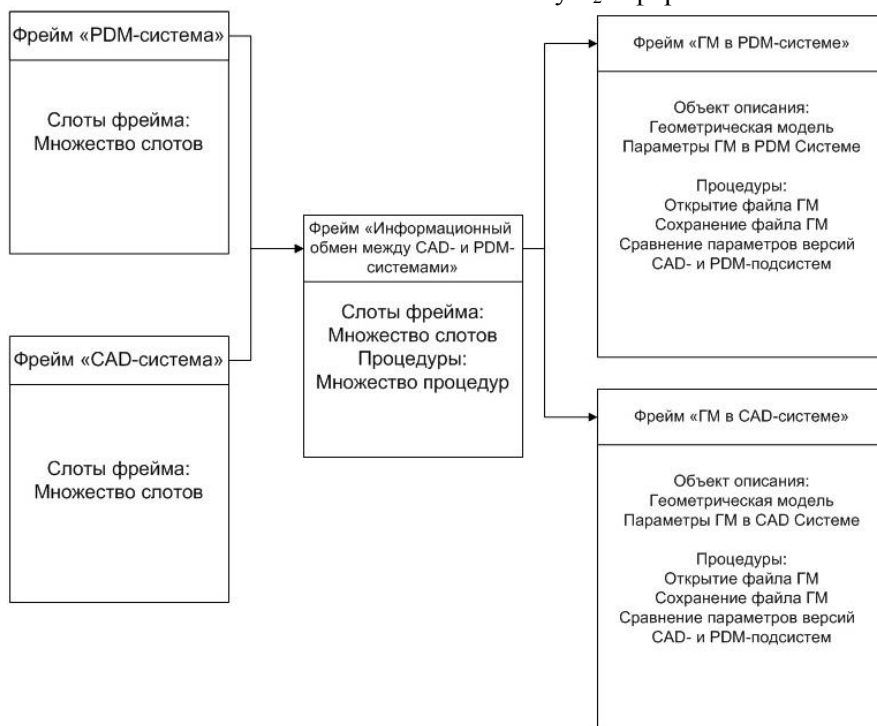 Фрейм «PDM-система»
Слоты фрейма:
Множество слотов
Фрейм «CAD-система»
Слоты фрейма:
Множество слотов
Фрейм «Информационный
обмен между CAD- и PDM-
системами»
Слоты фрейма:
Множество слотов
Процедуры:
Множество процедур
Фрейм «ГМ в PDM-системе»
Объект описания:
Геометрическая модель
Параметры ГМ в PDM Системе
Процедуры:
Открытие файла ГМ
Сохранение файла ГМ
Сравнение параметров версий
CAD- и PDM-подсистем
Фрейм «ГМ в CAD-системе»
Объект описания:
Геометрическая модель
Параметры ГМ в CAD Системе
Процедуры:
Открытие файла ГМ
Сохранение файла ГМ
Сравнение параметров версий
CAD- и PDM-подсистем